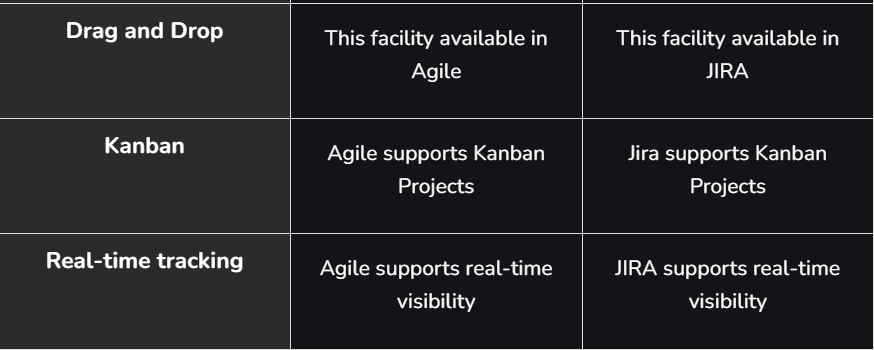 Drag and Drop
This facility available in
Agile
This facility available in
JIRA
Kanban
Agile supports Kanban
Projects
Jira supports Kanban
Projects
Real-time tracking
Agile supports real-time
visibility
JIRA supports real-time
visibility